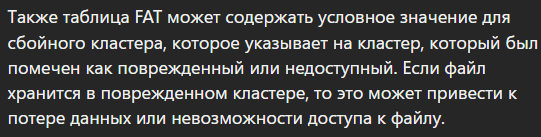 Также таблица FAT может содержать условное значение для
сбойного кластера, которое указывает на кластер, который был
помечен как поврежденный или недоступный. Если файл
хранится в поврежденном кластере, то это может привести к
потере данных или невозможности доступа к файлу.